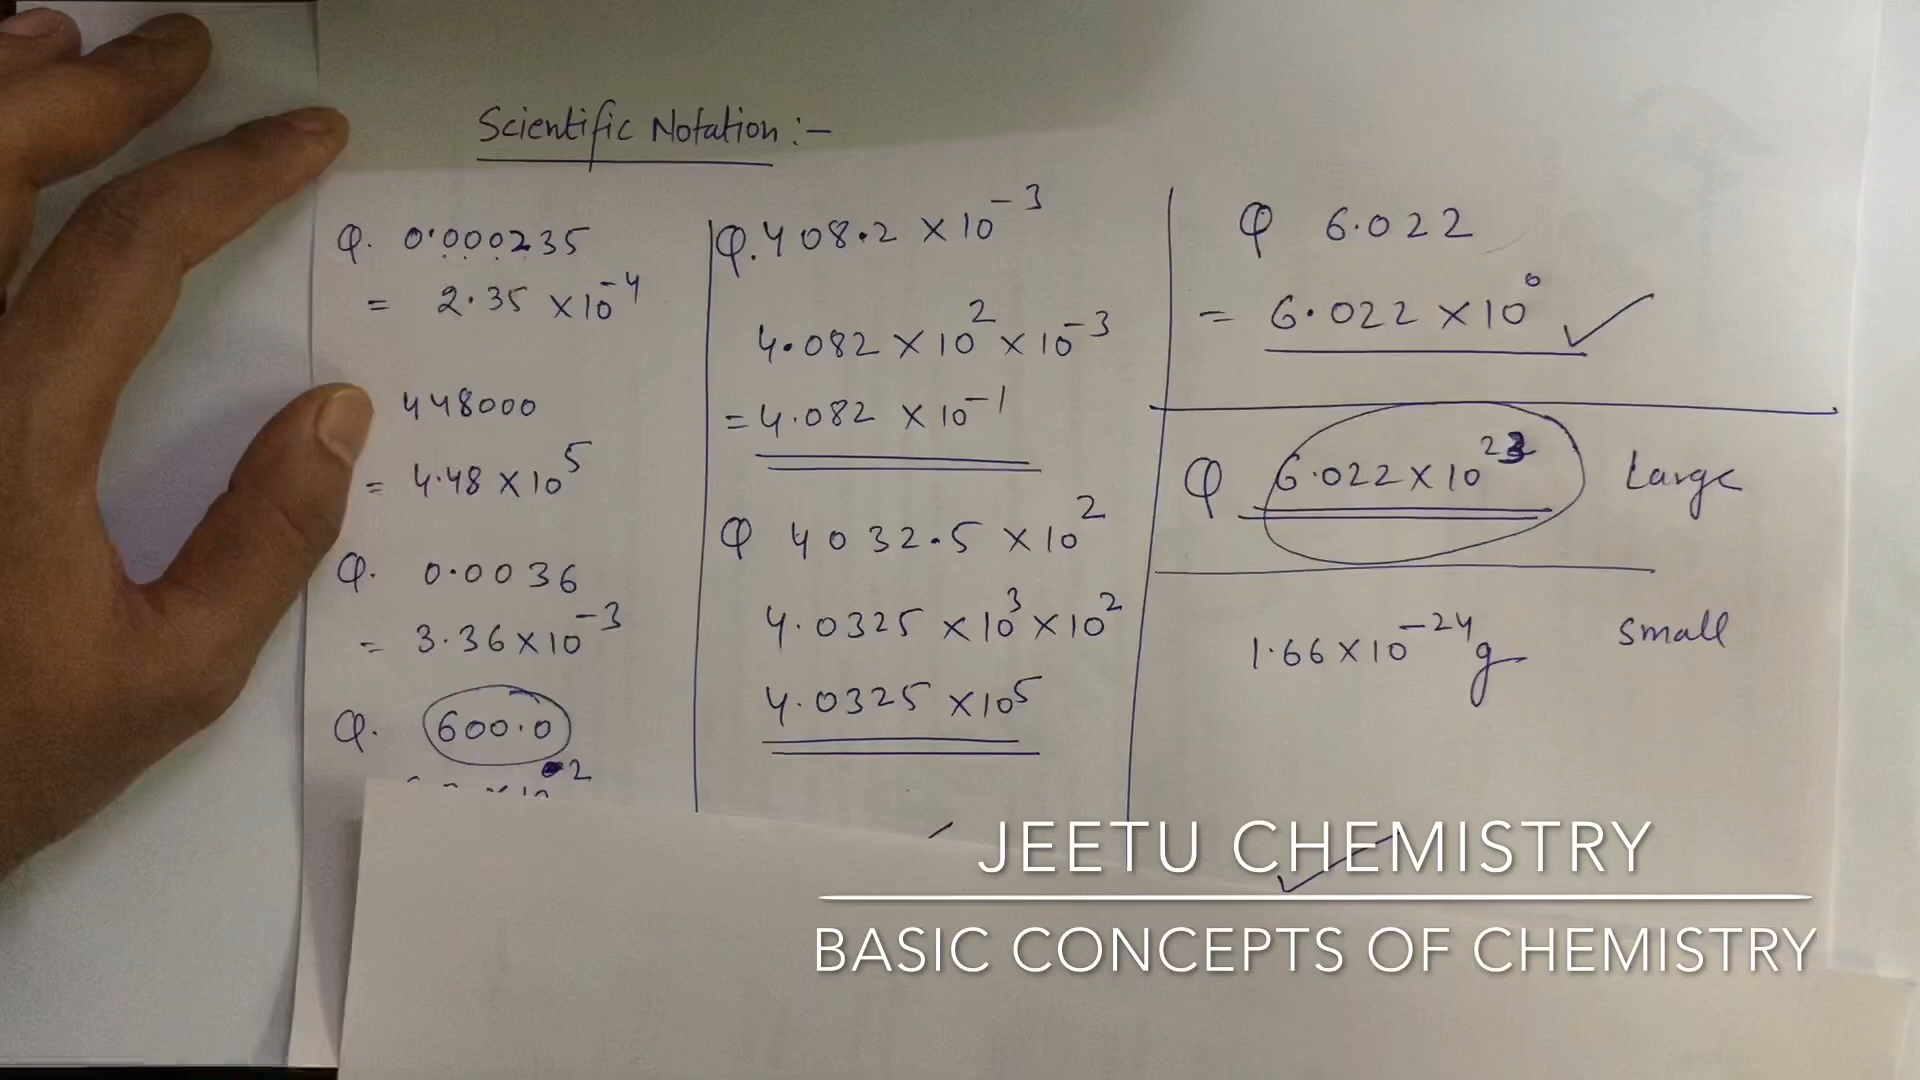 Scientific Notation :-
Q. 0.000235
= 2.35 × 10⁻⁴
448000
= 4.48 × 10⁵
Q. 0.0036
= 3.36 × 10⁻³
Q. 600.0
Q. 408.2 × 10⁻³
4.082 × 10² × 10⁻³
= 4.082 × 10⁻¹
Q 4032.5 × 10²
4.0325 × 10³ × 10²
4.0325 × 10⁵
Q 6.022
= 6.022 × 10⁰
Q 6.022 × 10²³ Large
1.66 × 10⁻²⁴ g small
JEETU CHEMISTRY
BASIC CONCEPTS OF CHEMISTRY